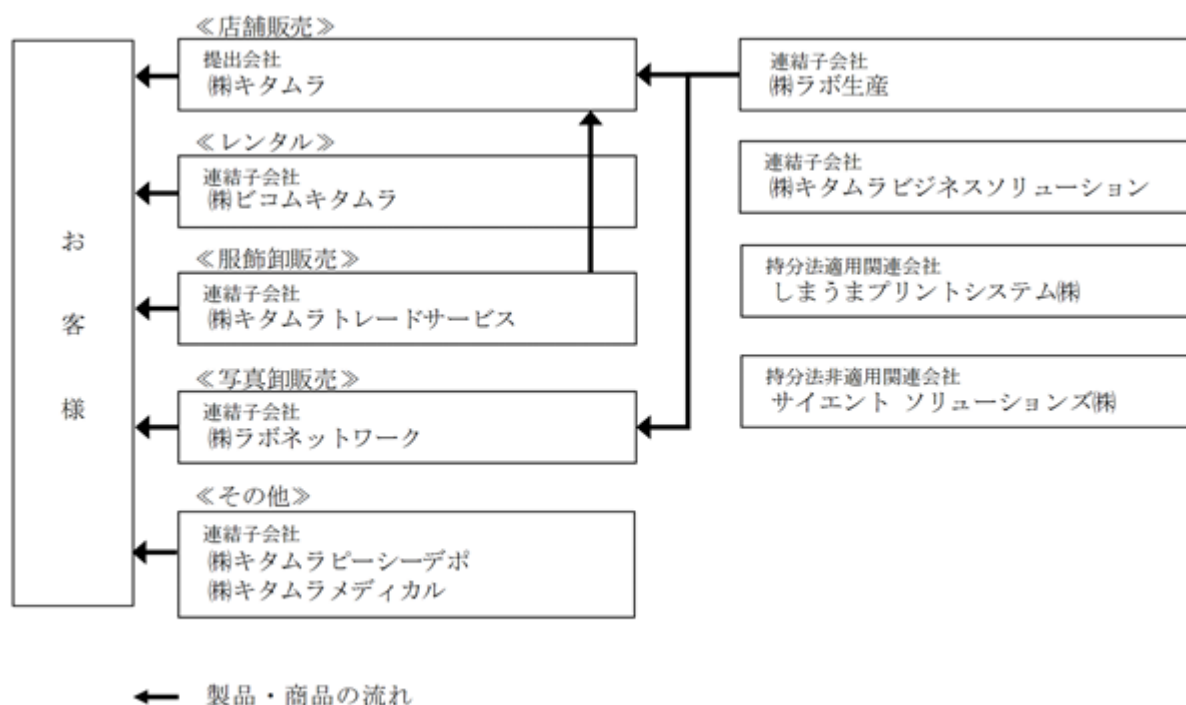 お客様
≪店舗販売≫
提出会社
㈱キタムラ
≪レンタル≫
連結子会社
㈱ビコムキタムラ
≪服飾卸販売≫
連結子会社
㈱キタムラトレードサービス
≪写真卸販売≫
連結子会社
㈱ラボネットワーク
≪その他≫
連結子会社
㈱キタムラピーシーデポ
㈱キタムラメディカル
連結子会社
㈱ラボ生産
連結子会社
㈱キタムラビジネスソリューション
持分法適用関連会社
しまうまプリントシステム㈱
持分法非適用関連会社
サイエント ソリューションズ㈱
製品・商品の流れ